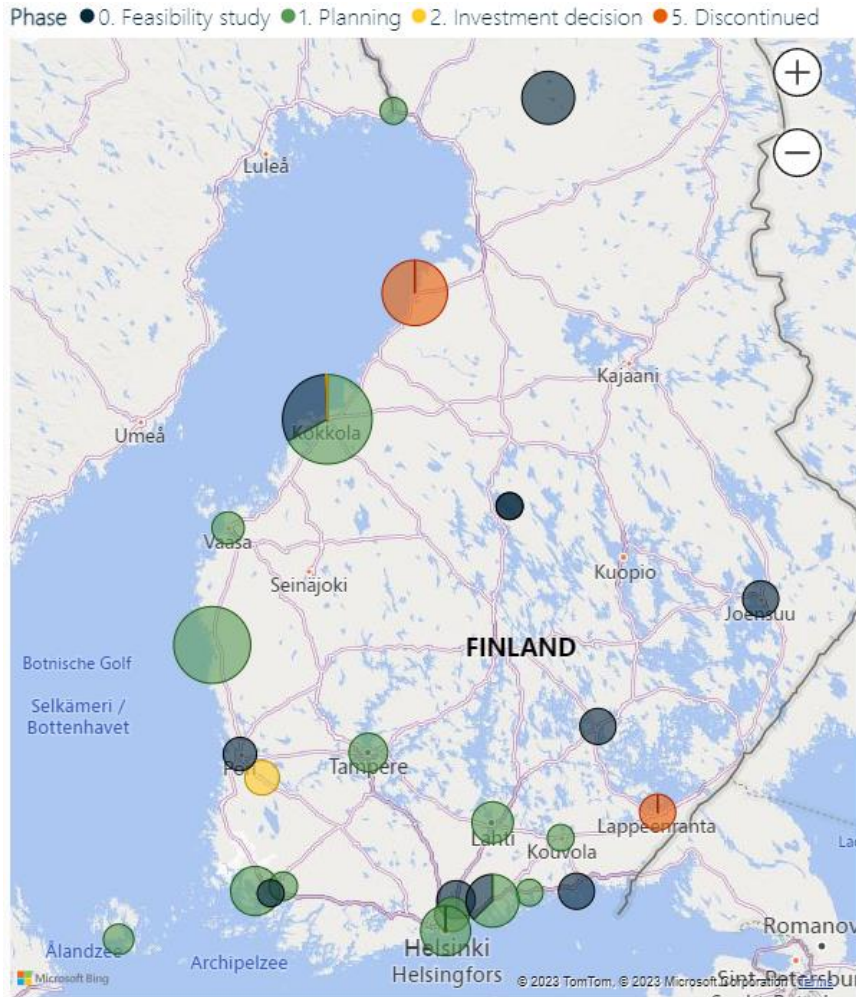 Phase 0. Feasibility study 1. Planning 2. Investment decision 5. Discontinued
Luleå
Kajaani
Umeå
Kokkola
Vaasa
Seinäjoki
Kuopio
Joensuu
FINLAND
Botnische Golf
Selkämeri /
Bottenhavet
Pori
Tampere
Lahti
Kouvola
Lappeenranta
Helsinki
Helsingfors
Romanov
Archipelzee
Microsoft Bing
© 2023 TomTom, © 2023 Microsoft Corporation Terms